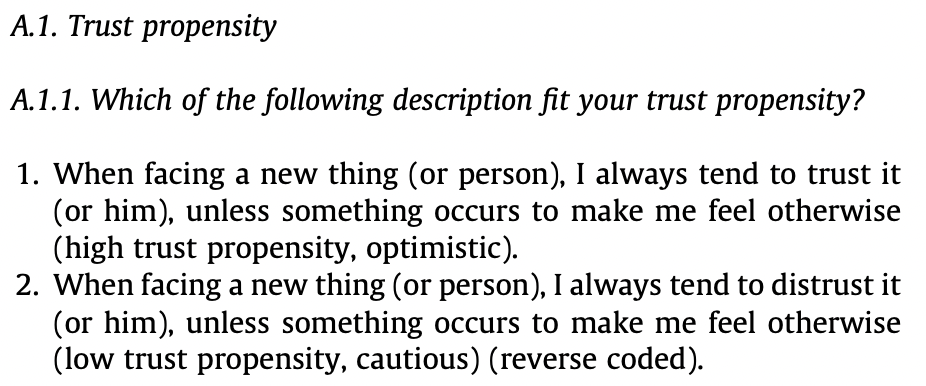 A.1. Trust propensity
A.1.1. Which of the following description fit your trust propensity?
1. When facing a new thing (or person), I always tend to trust it
(or him), unless something occurs to make me feel otherwise
(high trust propensity, optimistic).
2. When facing a new thing (or person), I always tend to distrust it
(or him), unless something occurs to make me feel otherwise
(low trust propensity, cautious) (reverse coded).